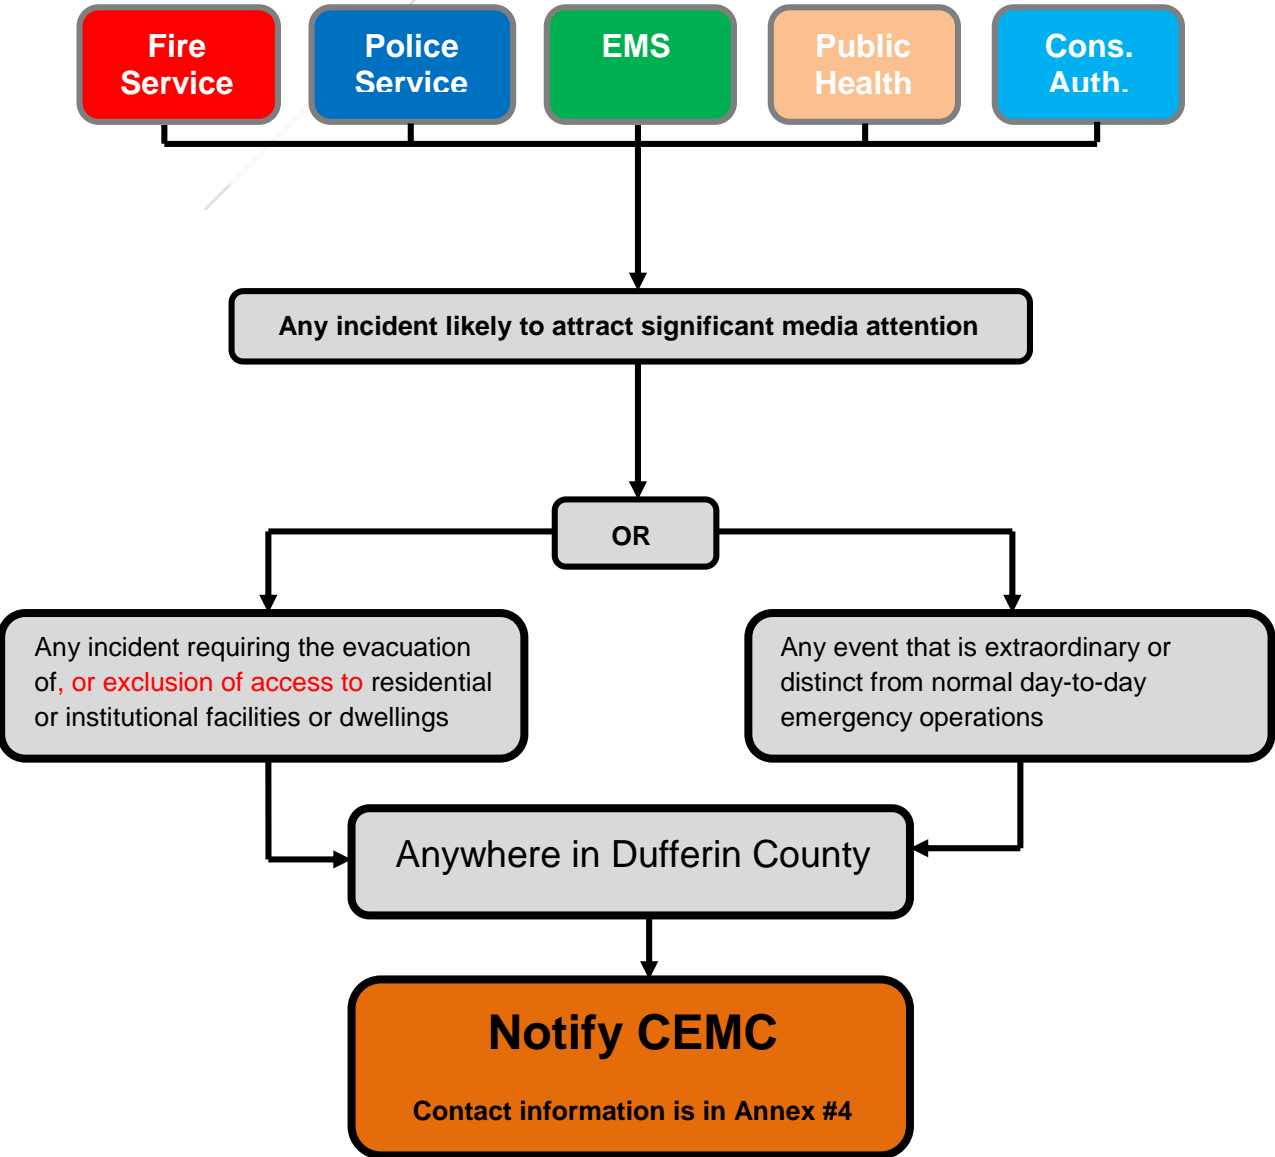 Fire
Service
Police
Service
EMS
Public
Health
Cons.
Auth.
Any incident likely to attract significant media attention
OR
Any incident requiring the evacuation
of, or exclusion of access to residential
or institutional facilities or dwellings
Any event that is extraordinary or
distinct from normal day-to-day
emergency operations
Anywhere in Dufferin County
Notify CEMC
Contact information is in Annex #4